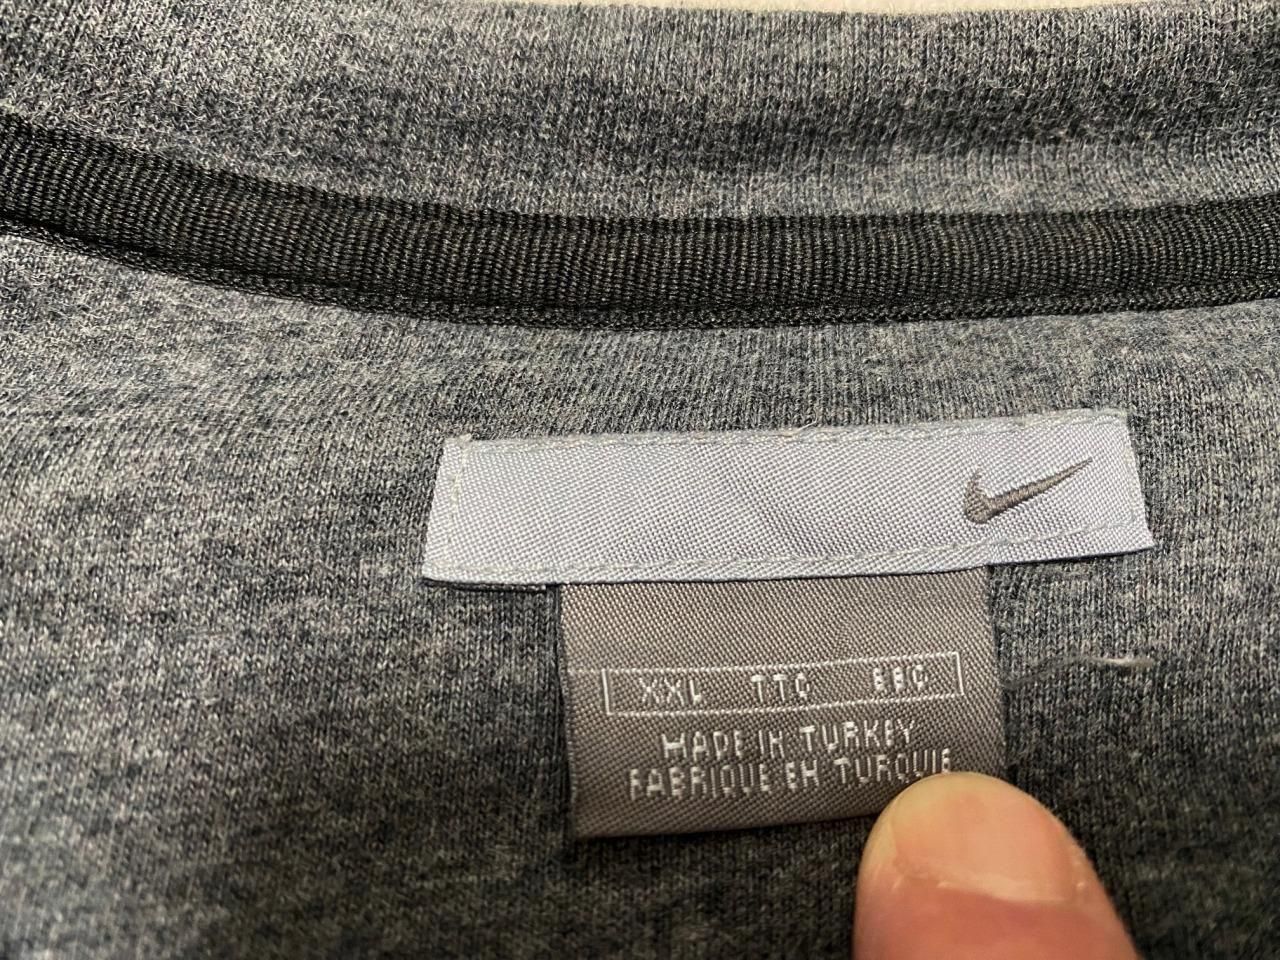 XXL TTG EEG
MADE IN TURKEY
FABRIQUE EN TURQUIE